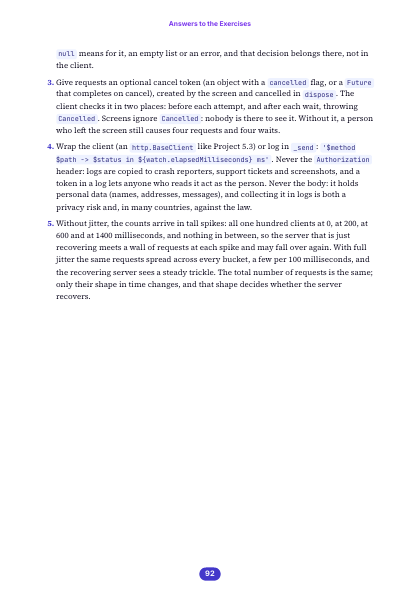 Answers to the Exercises
null means for it, an empty list or an error, and that decision belongs there, not in
the client.
3. Give requests an optional cancel token (an object with a cancelled flag, or a Future
that completes on cancel), created by the screen and cancelled in dispose. The
client checks it in two places: before each attempt, and after each wait, throwing
Cancelled. Screens ignore Cancelled: nobody is there to see it. Without it, a person
who left the screen still causes four requests and four waits.
4. Wrap the client (an http.BaseClient like Project 5.3) or log in _send: '$method
$path -> $status in ${watch.elapsedMilliseconds} ms'. Never the Authorization
header: logs are copied to crash reporters, support tickets and screenshots, and a
token in a log lets anyone who reads it act as the person. Never the body: it holds
personal data (names, addresses, messages), and collecting it in logs is both a
privacy risk and, in many countries, against the law.
5. Without jitter, the counts arrive in tall spikes: all one hundred clients at 0, at 200, at
600 and at 1400 milliseconds, and nothing in between, so the server that is just
recovering meets a wall of requests at each spike and may fall over again. With full
jitter the same requests spread across every bucket, a few per 100 milliseconds, and
the recovering server sees a steady trickle. The total number of requests is the same;
only their shape in time changes, and that shape decides whether the server
recovers.
92